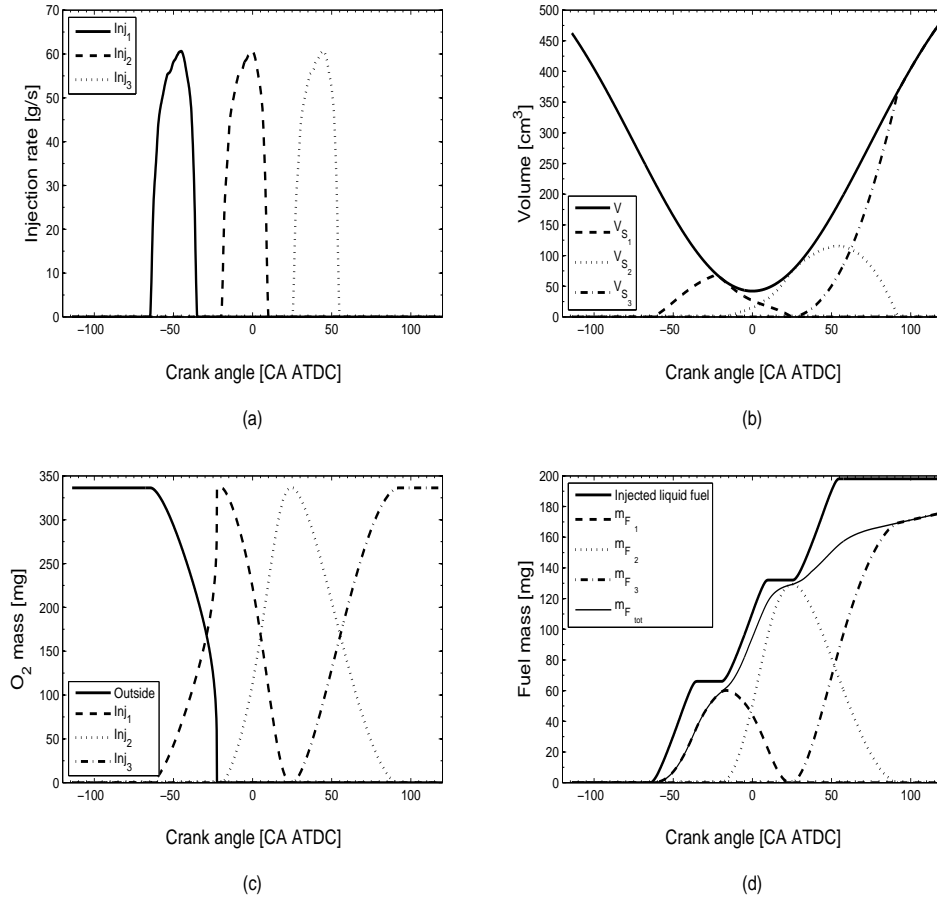 70
60
50
40
30
20
10
0
−100
−50
0
50
100
Injection rate [g/s]
Crank angle [CA ATDC]
Inj1
Inj2
Inj3
(a)
500
450
400
350
300
250
200
150
100
50
0
−100
−50
0
50
100
Volume [cm3]
Crank angle [CA ATDC]
V
VS1
VS2
VS3
(b)
350
300
250
200
150
100
50
0
−100
−50
0
50
100
O2 mass [mg]
Crank angle [CA ATDC]
Outside
Inj1
Inj2
Inj3
(c)
200
180
160
140
120
100
80
60
40
20
0
−100
−50
0
50
100
Fuel mass [mg]
Crank angle [CA ATDC]
Injected liquid fuel
mF1
mF2
mF3
mFtot
(d)